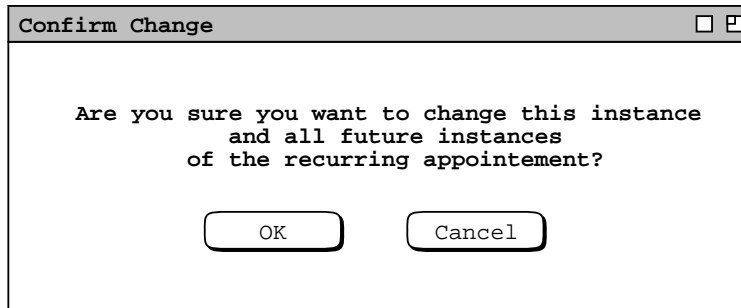 Confirm Change
Are you sure you want to change this instance
and all future instances
of the recurring appointement?
OK
Cancel